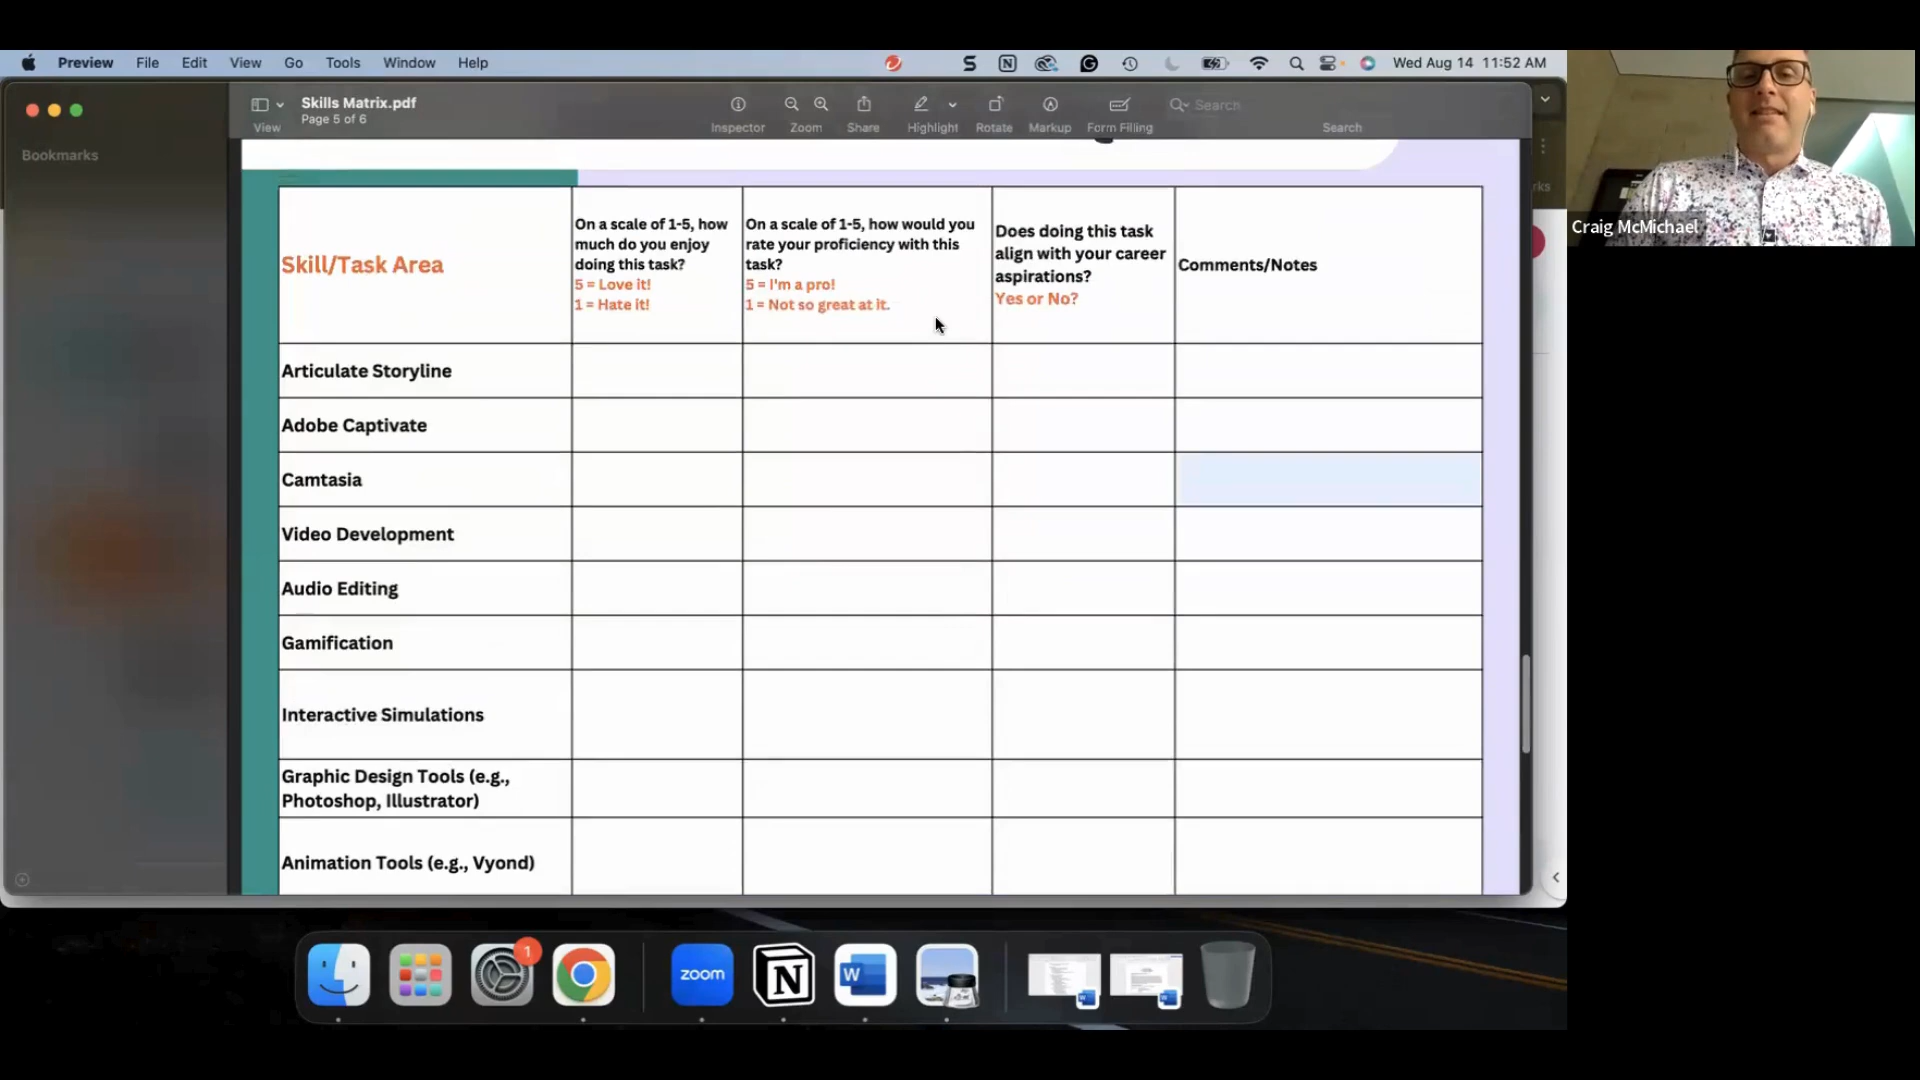 Preview File Edit View Go Tools Window Help
Wed Aug 14 11:52 AM
Skills Matrix.pdf
Page 5 of 6
View
Inspector Zoom Share Highlight Rotate Markup Form Filling
Search
Search
Bookmarks
Craig McMichael
Skill/Task Area
On a scale of 1-5, how
much do you enjoy
doing this task?
5 = Love it!
1 = Hate it!
On a scale of 1-5, how would you
rate your proficiency with this
task?
5 = I'm a pro!
1 = Not so great at it.
Does doing this task
align with your career
aspirations?
Yes or No?
Comments/Notes
Articulate Storyline
Adobe Captivate
Camtasia
Video Development
Audio Editing
Gamification
Interactive Simulations
Graphic Design Tools (e.g.,
Photoshop, Illustrator)
Animation Tools (e.g., Vyond)
1
zoom
N
W